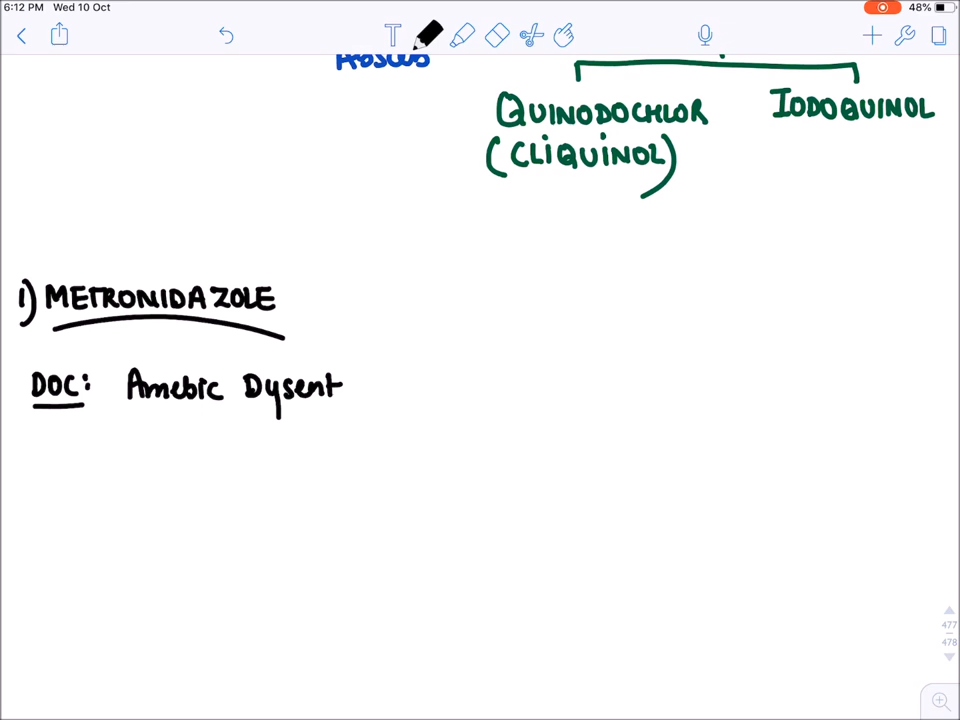 6:12 PM Wed 10 Oct
48%
T
QUINODOCHLOR
IODOQUINOL
(CLIQUINOL)
1) METRONIDAZOLE
DOC: Amebic Dysent
477
478